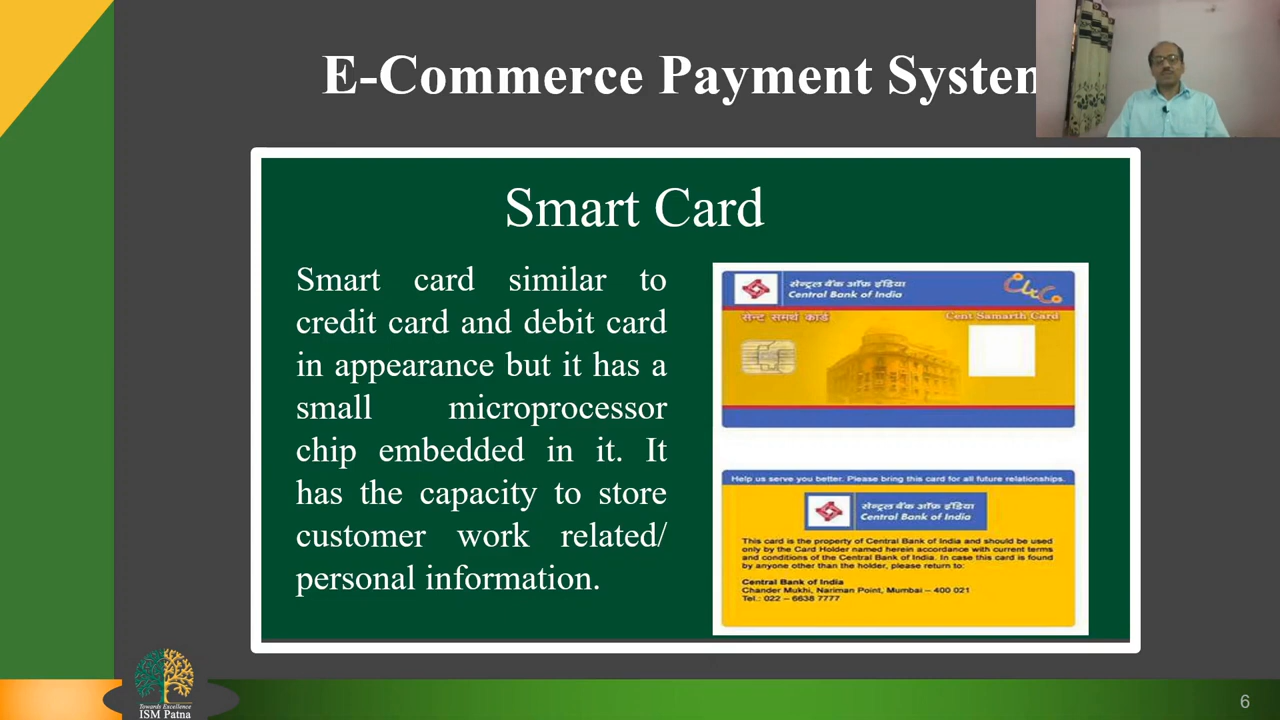 E-Commerce Payment System
Smart Card
Smart card similar to
credit card and debit card
in appearance but it has a
small microprocessor
chip embedded in it. It
has the capacity to store
customer work related/
personal information.
सेन्ट्रल बैंक ऑफ़ इंडिया
Central Bank of India
सेन्ट समर्थ कार्ड
Cent Samarth Card
Help us serve you better. Please bring this card for all future relationships.
सेन्ट्रल बैंक ऑफ़ इंडिया
Central Bank of India
This card is the property of Central Bank of India and should be used
only by the Card Holder named herein accordance with current terms
and conditions of the Central Bank of India. In case this card is found
by anyone other than the holder, please return to:
Central Bank of India
Chander Mukhi, Nariman Point, Mumbai – 400 021
Tel.: 022 – 6638 7777
Towards Excellence
ISM Patna
6